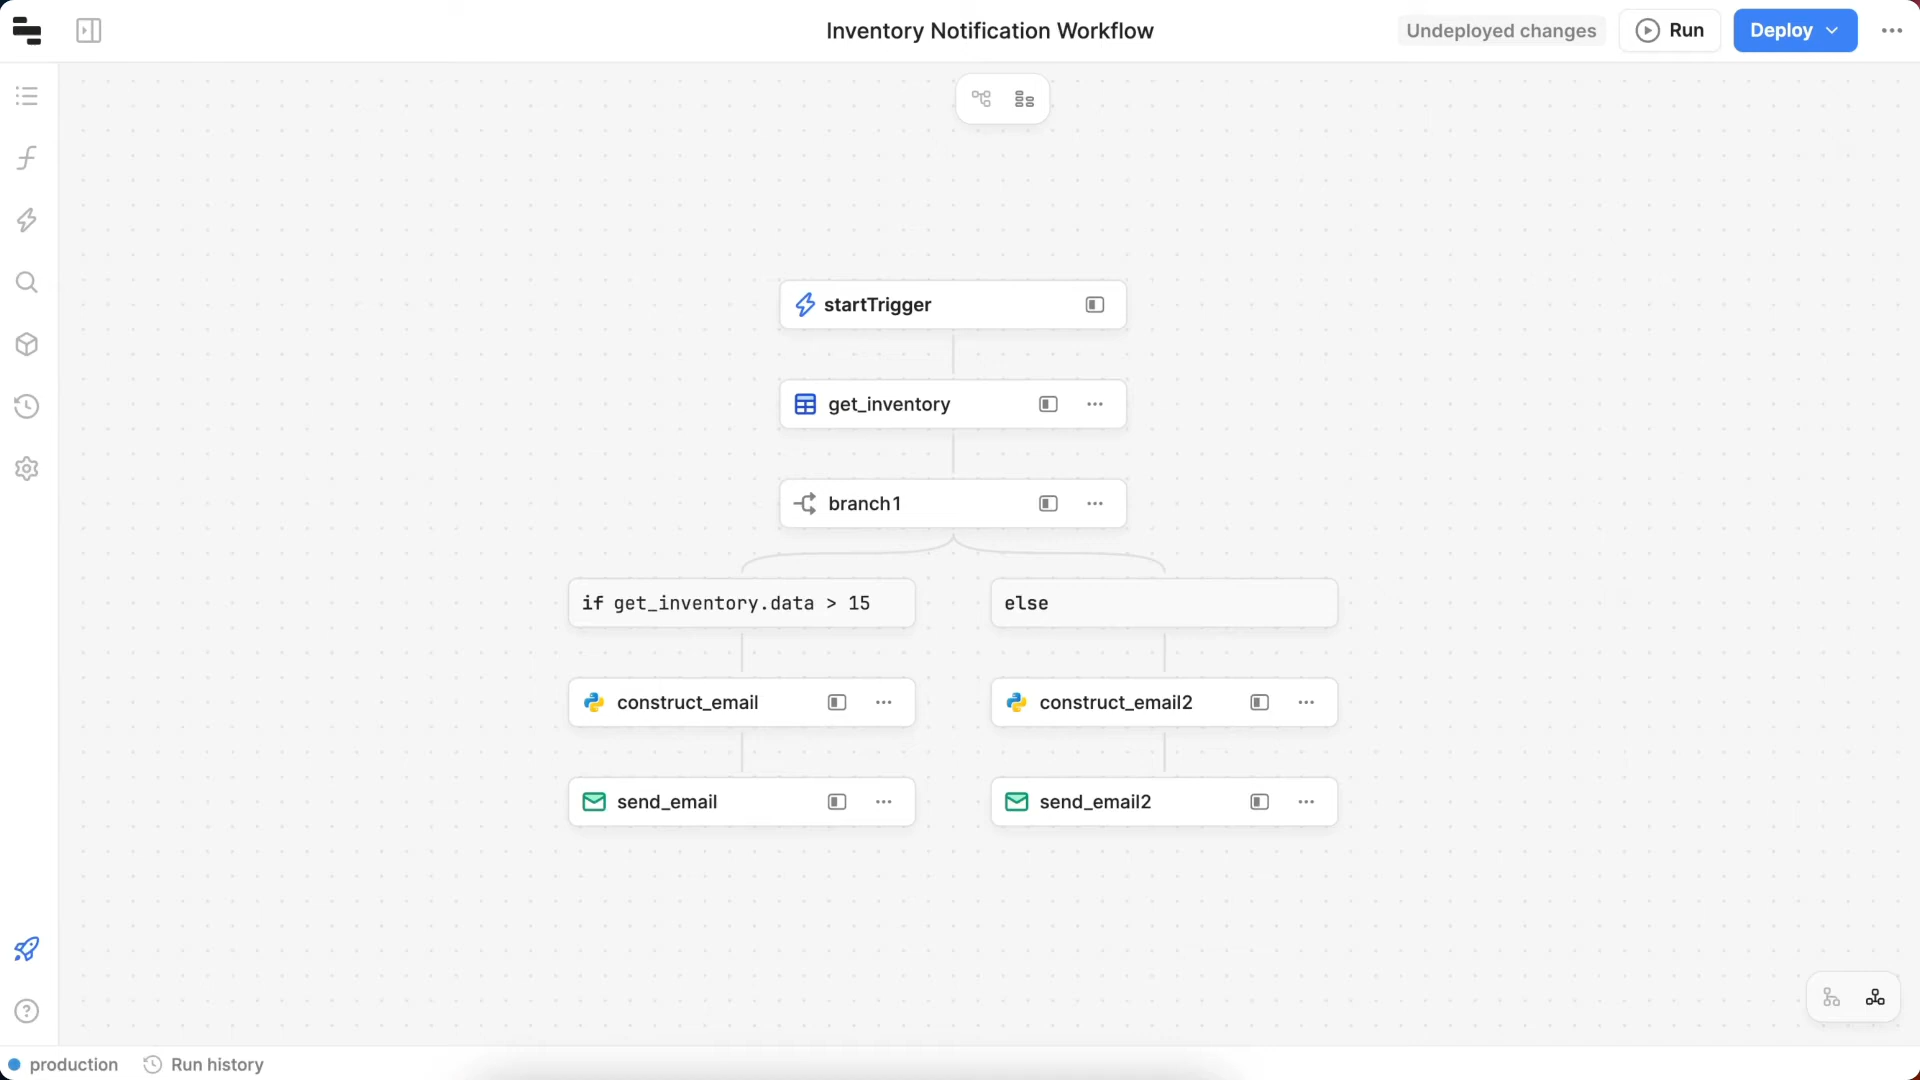 Inventory Notification Workflow
Undeployed changes
Run
Deploy
startTrigger
get_inventory
branch1
if get_inventory.data > 15
else
construct_email
construct_email2
send_email
send_email2
production
Run history